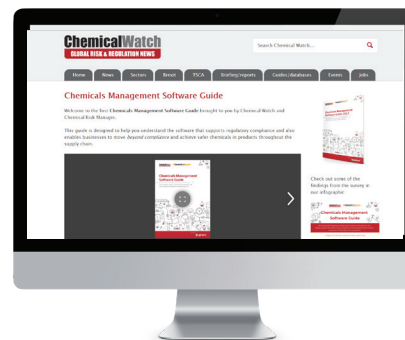 ChemicalWatch
GLOBAL RISK & REGULATION NEWS
Search Chemical Watch...
Home News Sectors Brexit TSCA Briefing/reports Guides/databases Events Jobs
Chemicals Management Software Guide
Welcome to the first Chemicals Management Software Guide brought to you by Chemical Watch and
Chemical Risk Manager.
This guide is designed to help you understand the software that supports regulatory compliance and also
enables businesses to move beyond compliance and achieve safer chemicals in products throughout the
supply chain.
Chemicals Management
Software Guide
Check out some of the
findings from the survey in
our infographic
Chemicals Management
Software Guide